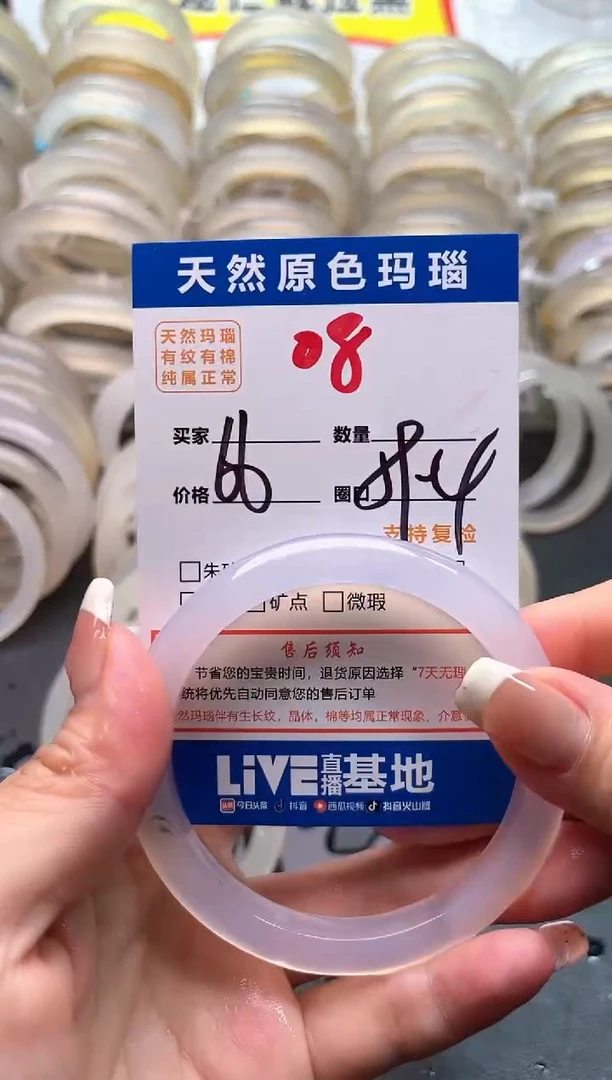 天然原色玛瑙
天然玛瑙
有纹有棉
纯属正常
08
买家 数量
价格 66 圈口
支持复检
朱
矿点 微瑕
售后须知
节省您的宝贵时间，退货原因选择“7天无理
统将优先自动同意您的售后订单
然玛瑙伴有生长纹，晶体，棉等均属正常现象，介意
LiVE直播基地
头条 今日头条 抖音 西瓜视频 抖音火山版